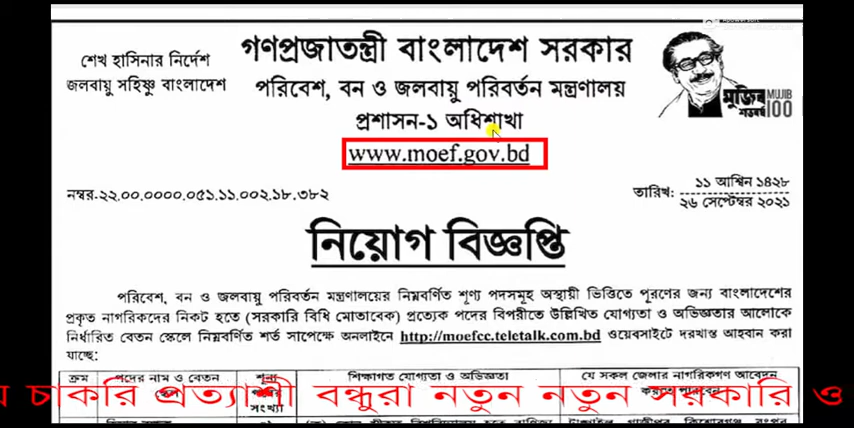 শেখ হাসিনার নির্দেশ
জলবায়ু সহিষ্ণু বাংলাদেশ
গণপ্রজাতন্ত্রী বাংলাদেশ সরকার
পরিবেশ, বন ও জলবায়ু পরিবর্তন মন্ত্রণালয়
প্রশাসন-১ অধিশাখা
www.moef.gov.bd
মুজিব
শতবর্ষ
MUJIB
100
নম্বর-২২.০০.০০০০.০৫১.১১.০০২.১৮.৩৮২
তারিখ:
১১ আশ্বিন ১৪২৮
২৬ সেপ্টেম্বর ২০২১
নিয়োগ বিজ্ঞপ্তি
পরিবেশ, বন ও জলবায়ু পরিবর্তন মন্ত্রণালয়ের নিম্নবর্ণিত শূণ্য পদসমূহ অস্থায়ী ভিত্তিতে পূরণের জন্য বাংলাদেশের
প্রকৃত নাগরিকদের নিকট হতে (সরকারি বিধি মোতাবেক) প্রত্যেক পদের বিপরীতে উল্লিখিত যোগ্যতা ও অভিজ্ঞতার আলোকে
নির্ধারিত বেতন স্কেলে নিম্নবর্ণিত শর্ত সাপেক্ষে অনলাইনে http://moefcc.teletalk.com.bd ওয়েবসাইটে দরখাস্ত আহবান করা
যাচ্ছে:
ক্রম
পদের নাম ও বেতন
স্কেল
শূন্য
সংখ্যা
শিক্ষাগত যোগ্যতা ও অভিজ্ঞতা
যে সকল জেলার নাগরিকগণ আবেদন
করতে পারবেন
চাকরি প্রত্যাশী বন্ধুরা নতুন নতুন সরকারি ও